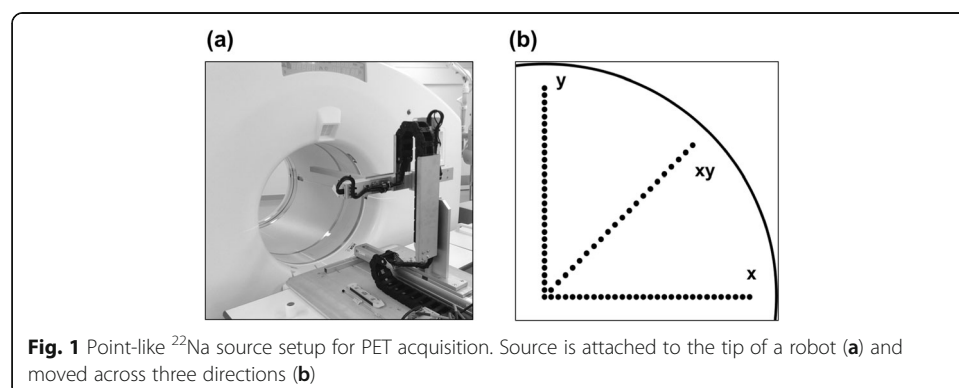 (a)
(b)
y
xy
x
Fig. 1 Point-like ²²Na source setup for PET acquisition. Source is attached to the tip of a robot (a) and
moved across three directions (b)